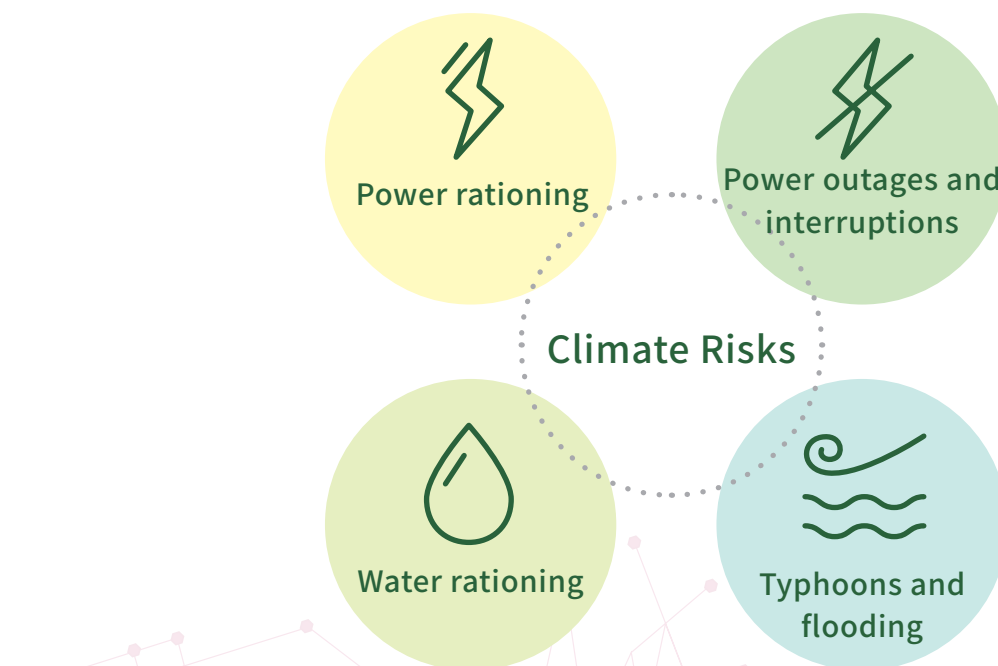 Power rationing
Power outages and
interruptions
Climate Risks
Water rationing
Typhoons and
flooding